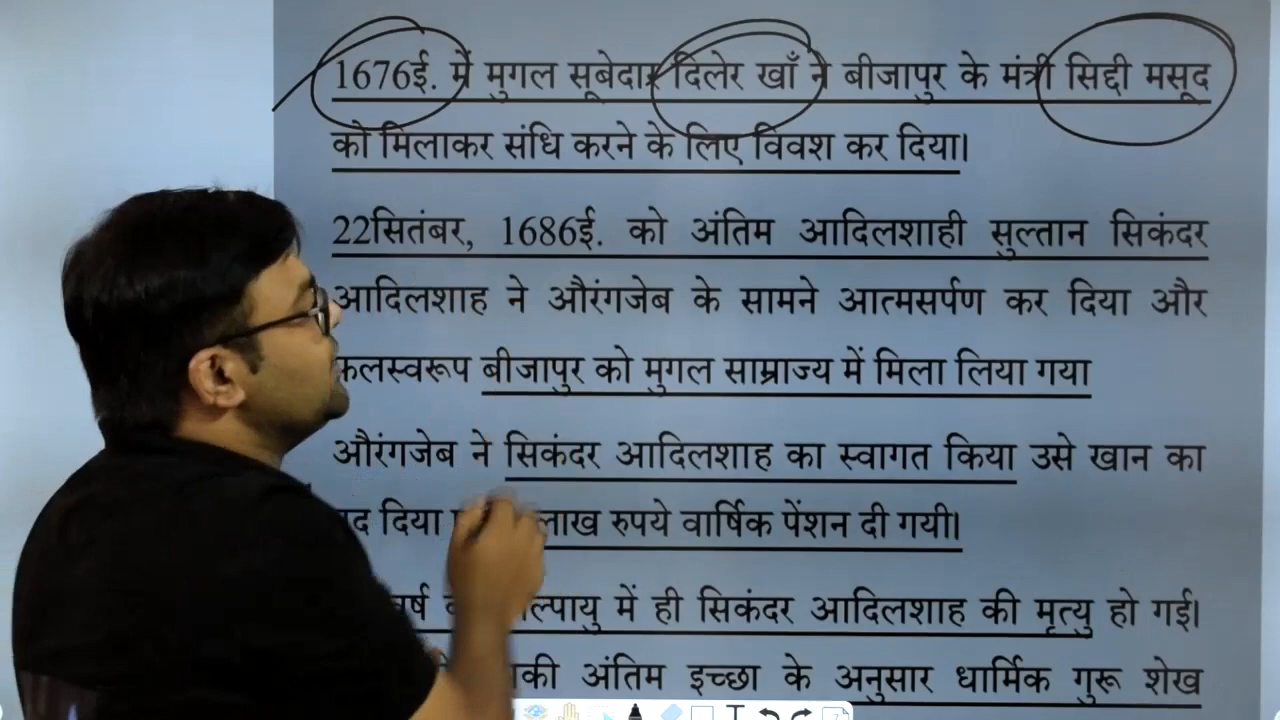 1676ई. में मुगल सूबेदार दिलेर खाँ ने बीजापुर के मंत्री सिद्दी मसूद
को मिलाकर संधि करने के लिए विवश कर दिया।
22सितंबर, 1686ई. को अंतिम आदिलशाही सुल्तान सिकंदर
आदिलशाह ने औरंगजेब के सामने आत्मसर्पण कर दिया और
फलस्वरूप बीजापुर को मुगल साम्राज्य में मिला लिया गया
औरंगजेब ने सिकंदर आदिलशाह का स्वागत किया उसे खान का
दिया लाख रुपये वार्षिक पेंशन दी गयी।
में ही सिकंदर आदिलशाह की मृत्यु हो गई।
अंतिम इच्छा के अनुसार धार्मिक गुरू शेख